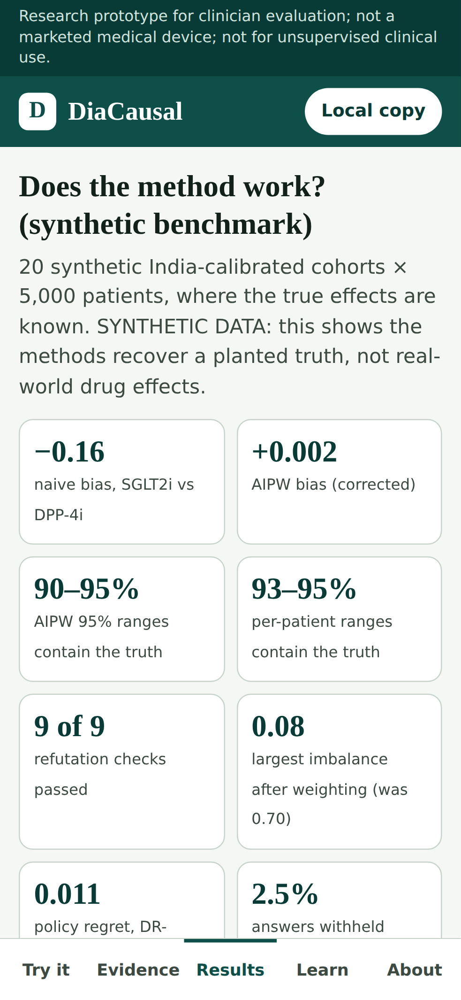 Research prototype for clinician evaluation; not a
marketed medical device; not for unsupervised clinical
use.
D
DiaCausal
Local copy
Does the method work?
(synthetic benchmark)
20 synthetic India-calibrated cohorts ×
5,000 patients, where the true effects are
known. SYNTHETIC DATA: this shows the
methods recover a planted truth, not real-
world drug effects.
−0.16
naive bias, SGLT2i vs
DPP-4i
+0.002
AIPW bias (corrected)
90–95%
AIPW 95% ranges
contain the truth
93–95%
per-patient ranges
contain the truth
9 of 9
refutation checks
passed
0.08
largest imbalance
after weighting (was
0.70)
0.011
policy regret, DR-
2.5%
answers withheld
Try it
Evidence
Results
Learn
About